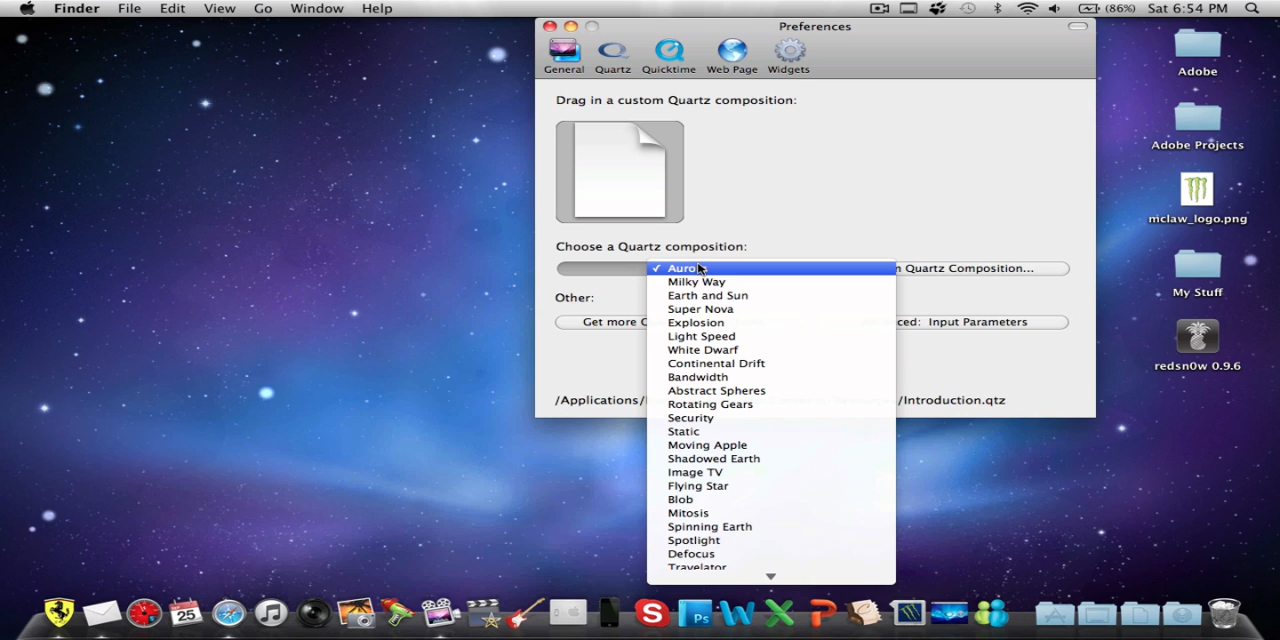 Finder File Edit View Go Window Help (86%) Sat 6:54 PM
Preferences
General Quartz Quicktime Web Page Widgets
Adobe
Drag in a custom Quartz composition:
Adobe Projects
mclaw_logo.png
Choose a Quartz composition:
Quartz Composition...
Milky Way
Earth and Sun
My Stuff
Other:
Super Nova
Get more
Input Parameters
Explosion
Light Speed
White Dwarf
redsn0w 0.9.6
Continental Drift
Bandwidth
Abstract Spheres
/Applications/
/Introduction.qtz
Rotating Gears
Security
Static
Moving Apple
Shadowed Earth
Image TV
Flying Star
Blob
Mitosis
Spinning Earth
Spotlight
Defocus
Travelator
SEP
25
S Ps W X P